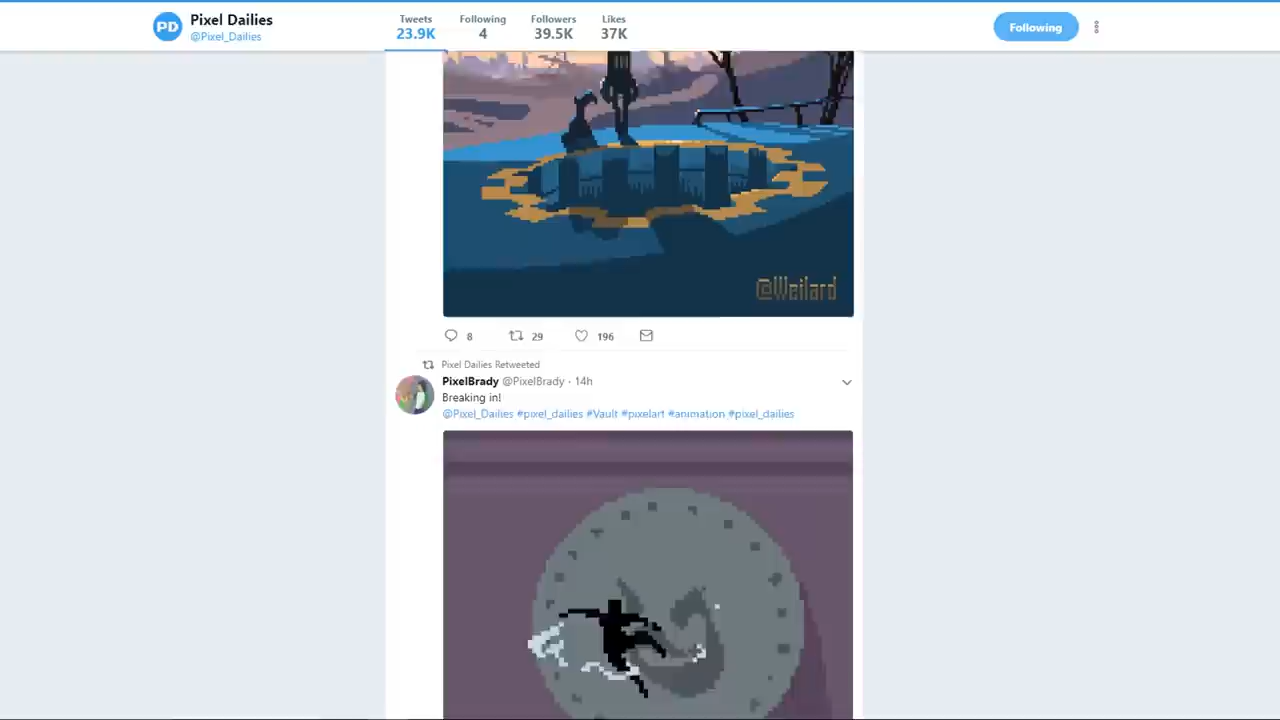 PD
Pixel Dailies
@Pixel_Dailies
Tweets
23.9K
Following
4
Followers
39.5K
Likes
37K
Following
@Weilard
8
29
196
Pixel Dailies Retweeted
PixelBrady @PixelBrady · 14h
Breaking in!
@Pixel_Dailies #pixel_dailies #Vault #pixelart #animation #pixel_dailies